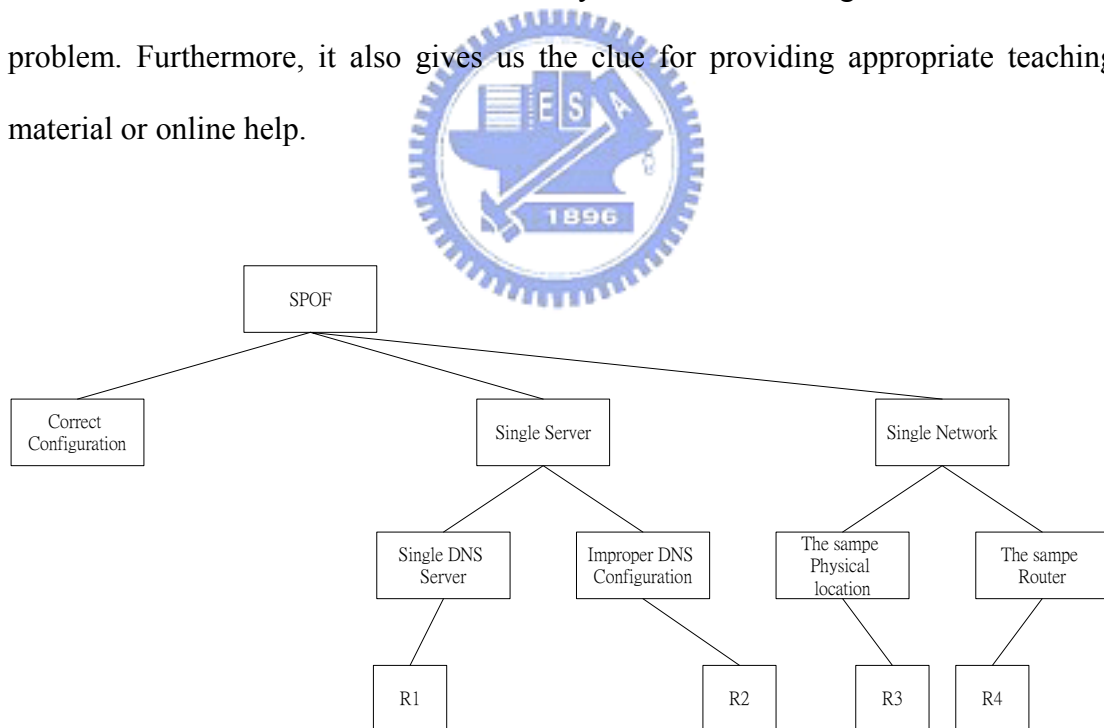 problem. Furthermore, it also gives us the clue for providing appropriate teaching
material or online help.
ESA
1896
SPOF
Correct
Configuration
Single Server
Single Network
Single DNS
Server
Improper DNS
Configuration
The sampe
Physical
location
The sampe
Router
R1
R2
R3
R4